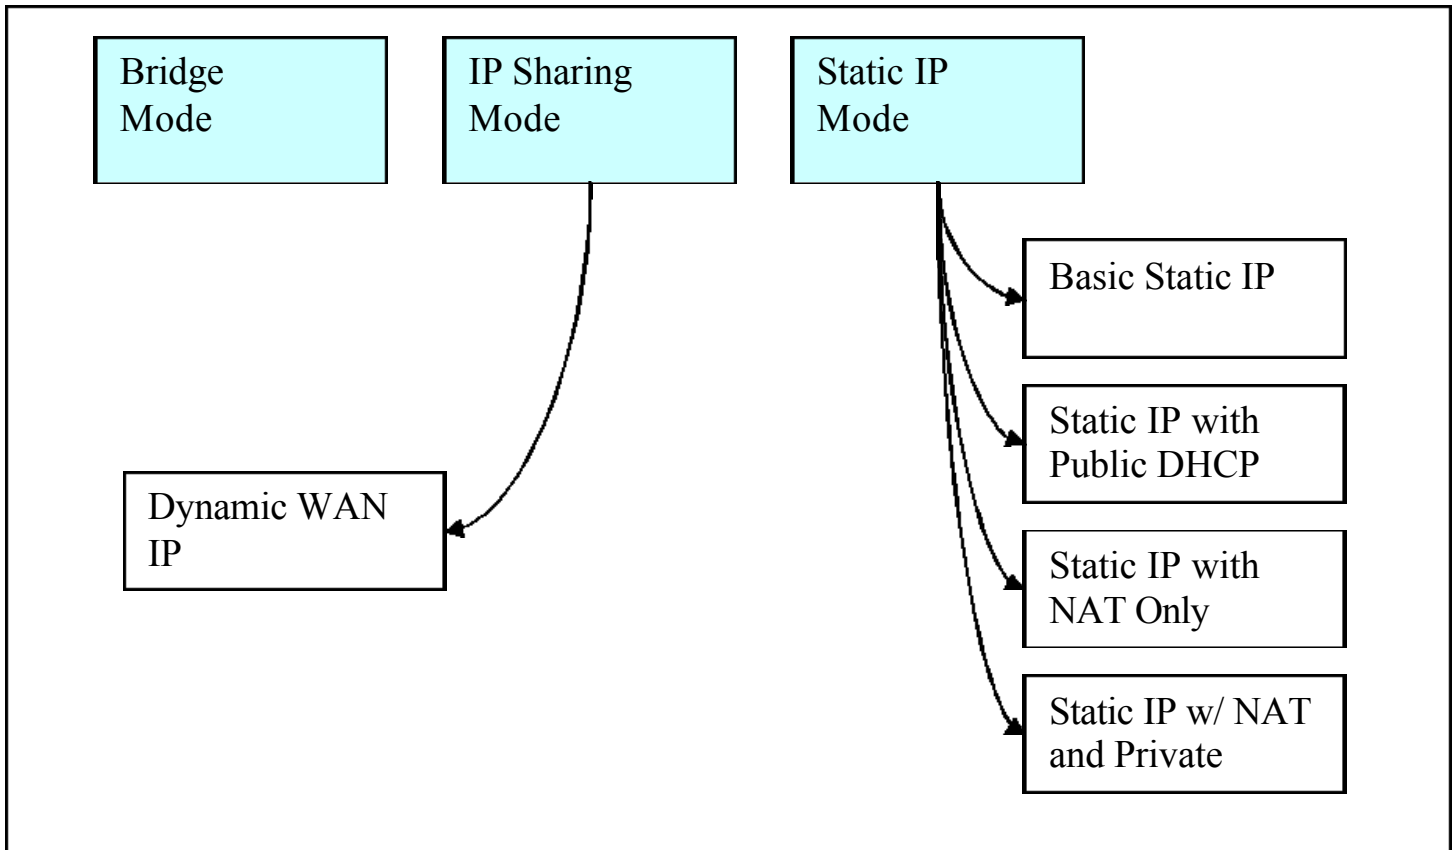 Bridge
Mode
IP Sharing
Mode
Static IP
Mode
Basic Static IP
Static IP with
Public DHCP
Dynamic WAN
IP
Static IP with
NAT Only
Static IP w/ NAT
and Private